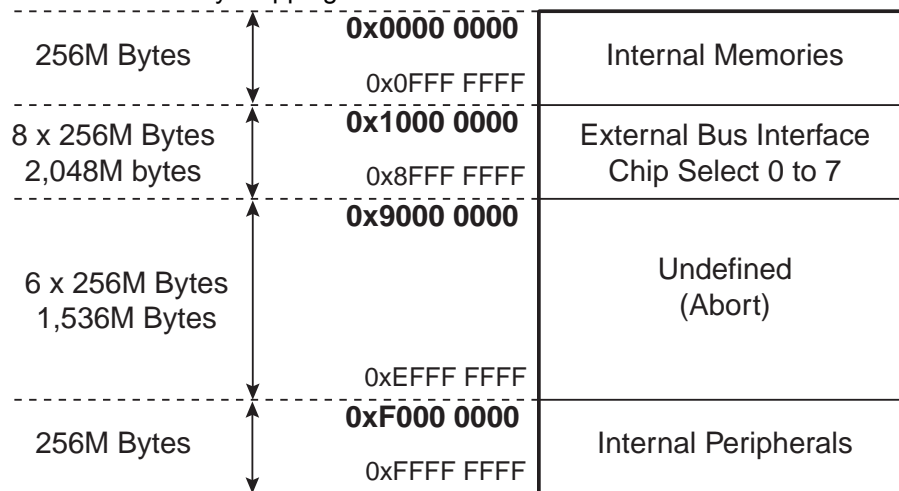 0x0000 0000
256M Bytes
Internal Memories
0x0FFF FFFF
8 x 256M Bytes
2,048M bytes
0x1000 0000
0x8FFF FFFF
External Bus Interface
Chip Select 0 to 7
0x9000 0000
6 x 256M Bytes
1,536M Bytes
Undefined
(Abort)
0xEFFF FFFF
0xF000 0000
256M Bytes
Internal Peripherals
0xFFFF FFFF